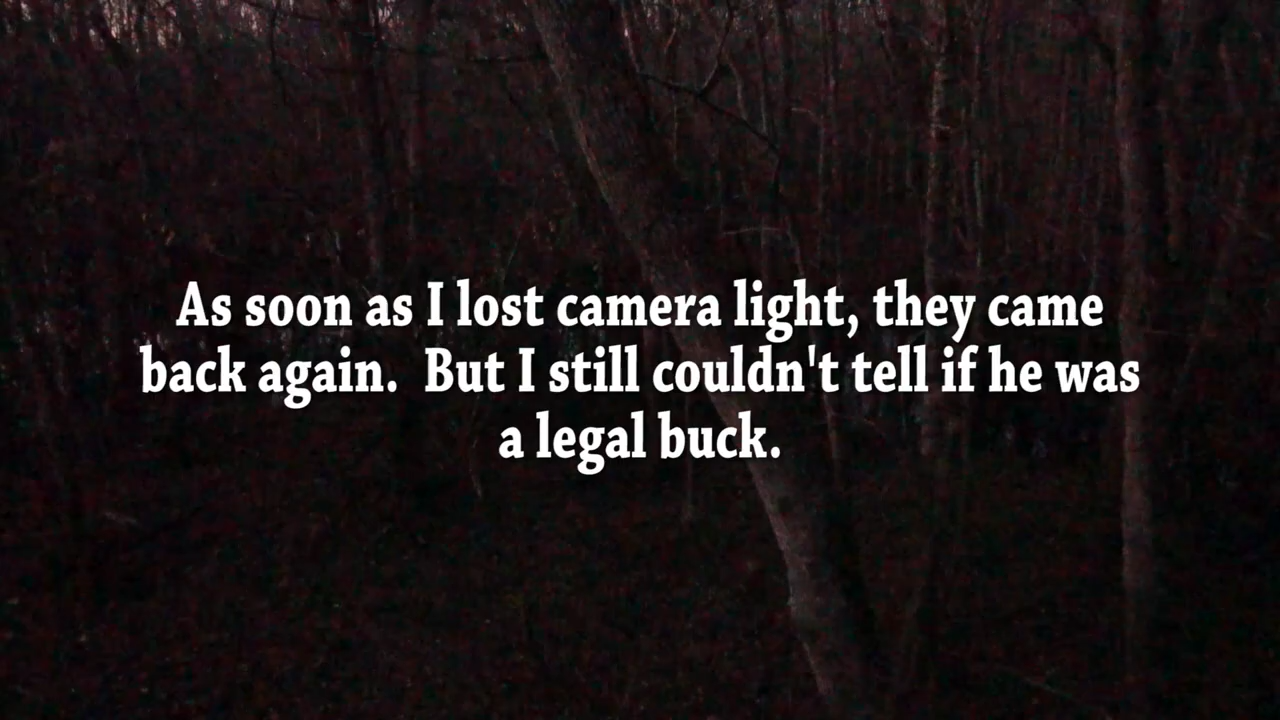 As soon as I lost camera light, they came
back again.  But I still couldn't tell if he was
a legal buck.